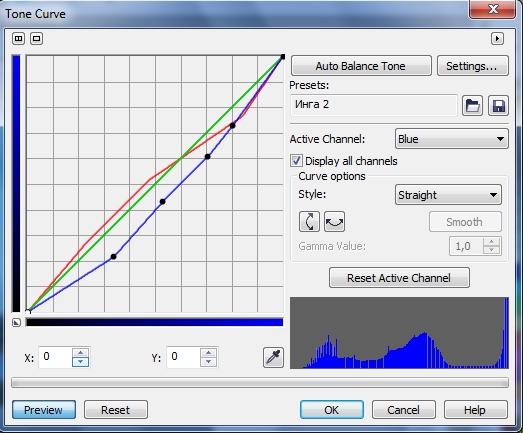 Tone Curve
Auto Balance Tone
Settings...
Presets:
Инга 2
Active Channel:
Blue
Display all channels
Curve options
Style:
Straight
Smooth
Gamma Value:
1,0
Reset Active Channel
X: 0
Y: 0
Preview
Reset
OK
Cancel
Help